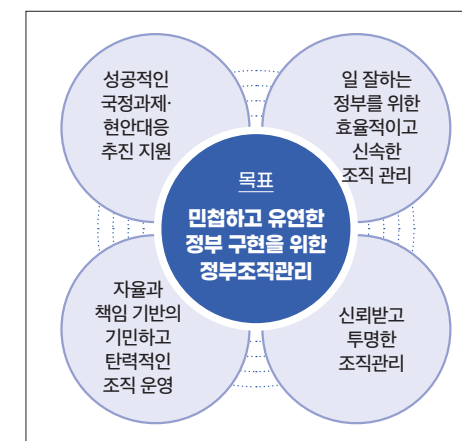 성공적인
국정과제·
현안대응
추진 지원
일 잘하는
정부를 위한
효율적이고
신속한
조직 관리
목표
민첩하고 유연한
정부 구현을 위한
정부조직관리
자율과
책임 기반의
기민하고
탄력적인
조직 운영
신뢰받고
투명한
조직관리